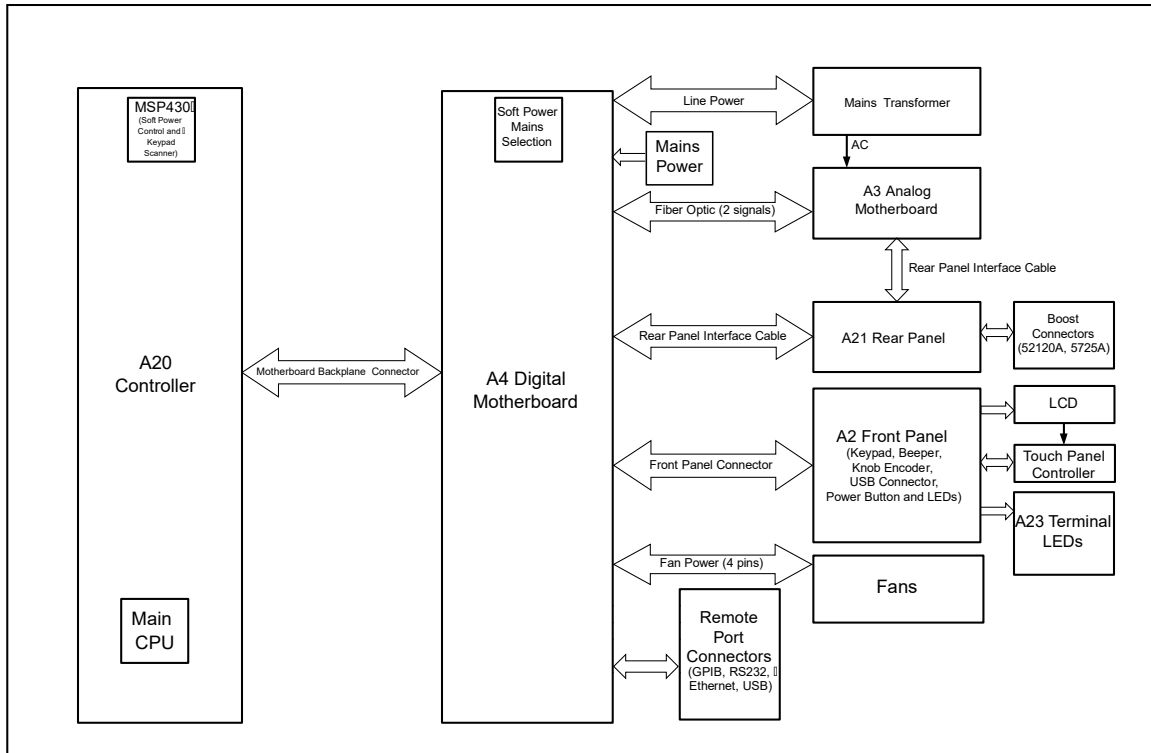 MSP430
(Soft Power
Control and
Keypad
Scanner)
A20
Controller
Main
CPU
Motherboard Backplane Connector
Soft Power
Mains
Selection
A4 Digital
Motherboard
Line Power
Mains
Power
Fiber Optic (2 signals)
Rear Panel Interface Cable
Front Panel Connector
Fan Power (4 pins)
Remote
Port
Connectors
(GPIB, RS232,
Ethernet, USB)
Mains Transformer
AC
A3 Analog
Motherboard
Rear Panel Interface Cable
A21 Rear Panel
Boost
Connectors
(52120A, 5725A)
A2 Front Panel
(Keypad, Beeper,
Knob Encoder,
USB Connector,
Power Button and LEDs)
LCD
Touch Panel
Controller
A23 Terminal
LEDs
Fans